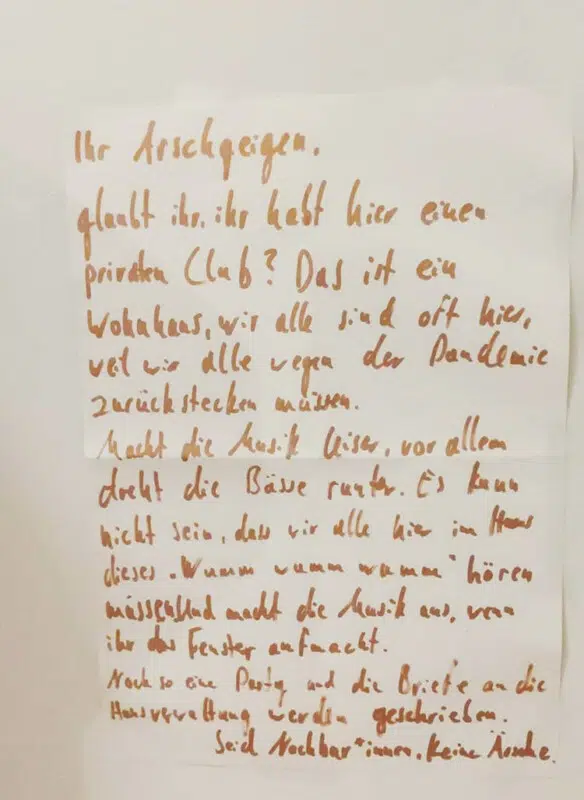 Ihr Arschgeigen,
glaubt ihr, ihr habt hier einen
privaten Club? Das ist ein
Wohnhaus, wir alle sind oft hier,
weil wir alle wegen der Pandemie
zurückstecken müssen.
Macht die Musik leiser, vor allem
dreht die Bässe runter. Es kann
nicht sein, dass wir alle hier im Haus
dieses „Wumm wumm wumm" hören
müssen. Und macht die Musik aus, wenn
ihr das Fenster aufmacht.
Noch so eine Party und die Briefe an die
Hausverwaltung werden geschrieben.
Seid Nachbar*innen, keine Ärsche.